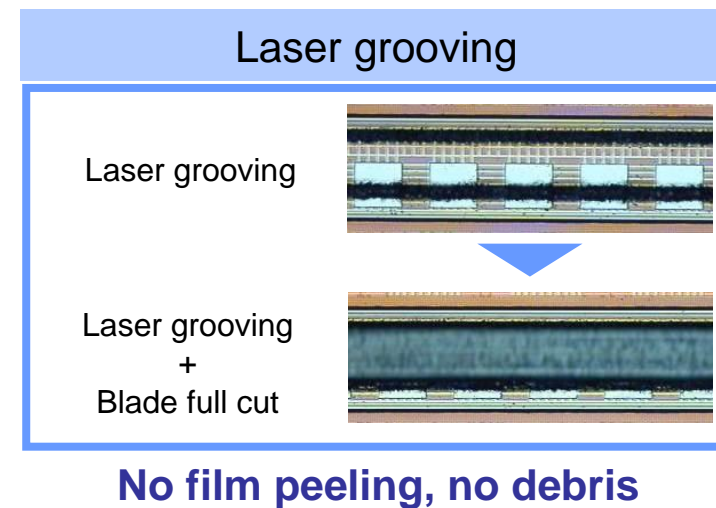 Laser grooving
Laser grooving
Laser grooving
+
Blade full cut
No film peeling, no debris